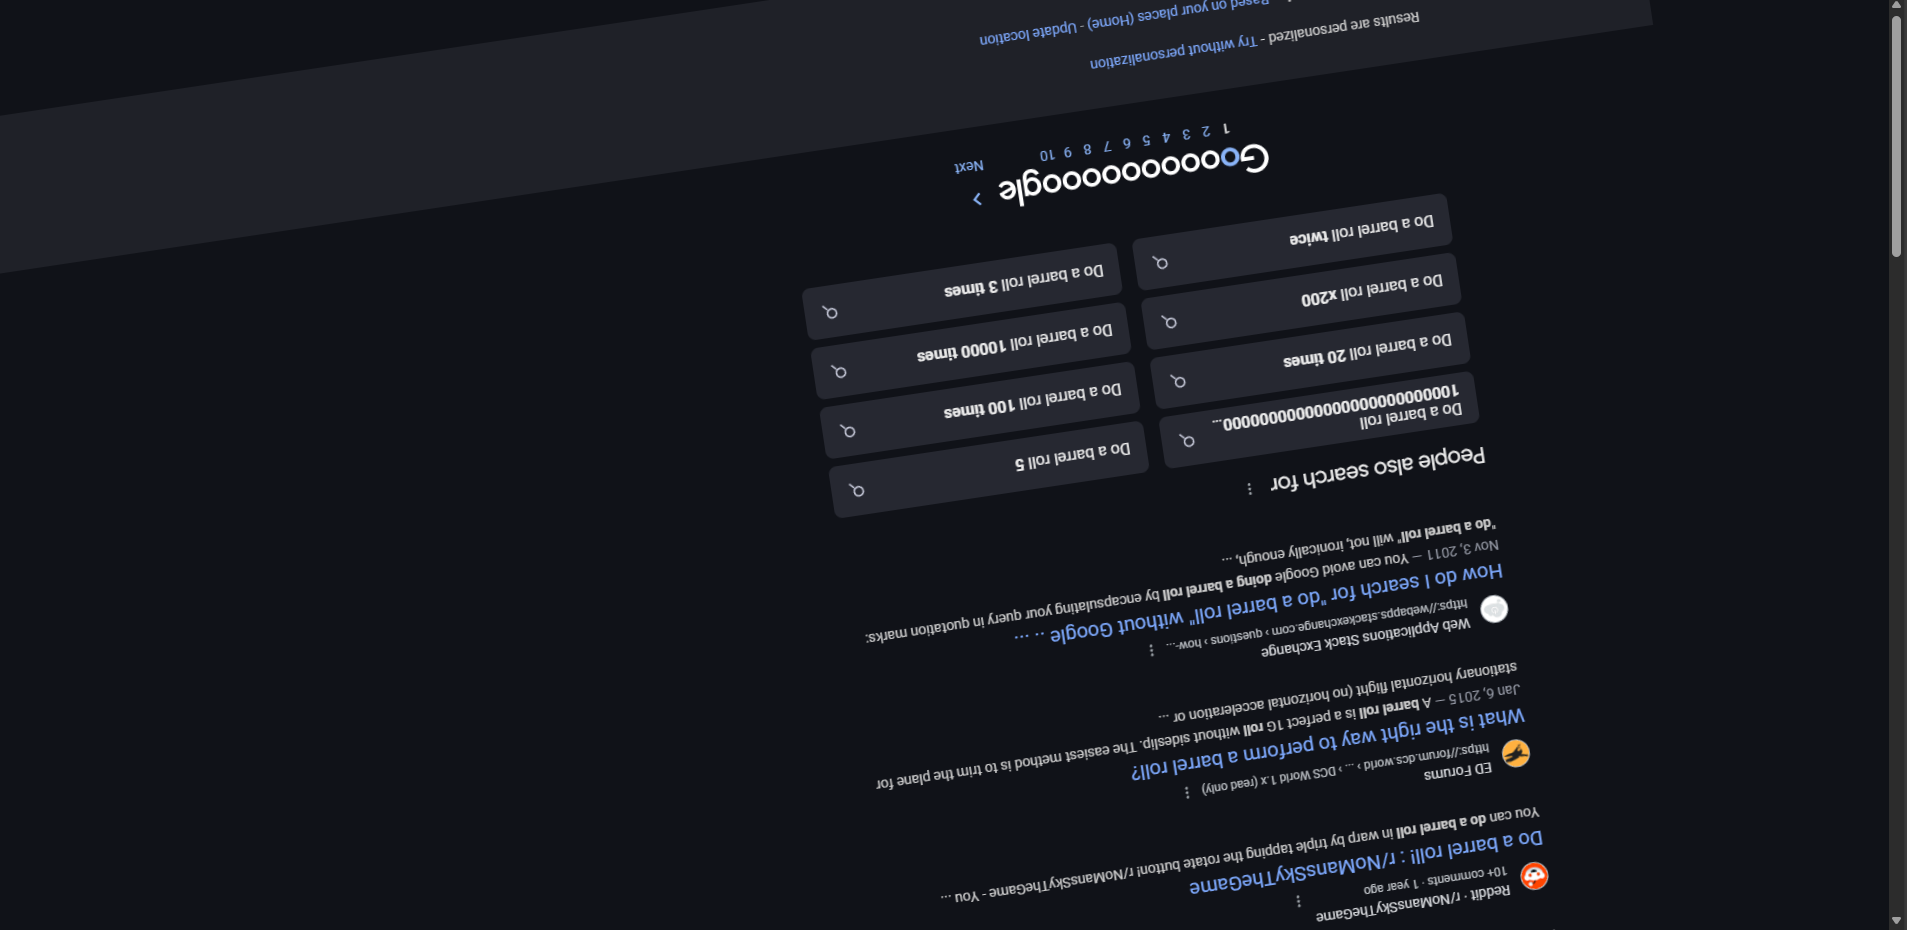 Reddit · r/NoMansSkyTheGame
10+ comments · 1 year ago
Do a barrel roll! : r/NoMansSkyTheGame
You can do a barrel roll in warp by triple tapping the rotate button! r/NoMansSkyTheGame - You ...
ED Forums
https://forum.dcs.world › ... › DCS World 1.x (read only)
What is the right way to perform a barrel roll?
Jan 6, 2015 — A barrel roll is a perfect 1G roll without sideslip. The easiest method is to trim the plane for
stationary horizontal flight (no horizontal acceleration or ...
Web Applications Stack Exchange
https://webapps.stackexchange.com › questions › how-...
How do I search for "do a barrel roll" without Google .. ...
Nov 3, 2011 — You can avoid Google doing a barrel roll by encapsulating your query in quotation marks:
"do a barrel roll" will not, ironically enough, ...
People also search for
Do a barrel roll
1000000000000000000000000...
Do a barrel roll 5
Do a barrel roll 20 times
Do a barrel roll 100 times
Do a barrel roll x200
Do a barrel roll 10000 times
Do a barrel roll twice
Do a barrel roll 3 times
Goooooooooogle
1 2 3 4 5 6 7 8 9 10 Next
Results are personalized - Try without personalization
Based on your places (Home) - Update location